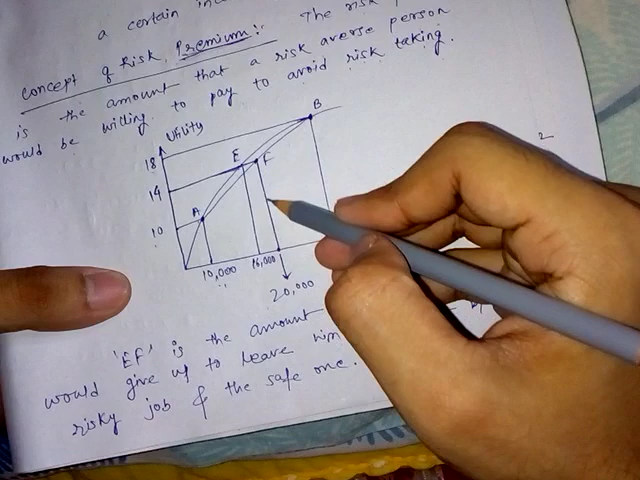 a certain
The risk
concept of Risk Premium:-
is the amount that a risk averse person
would be willing to pay to avoid risk taking.
Utility
B
18
E
F
14
A
10
10,000 16,000
20,000
2
'EF' is the amount
would give up to leave him
risky job & the safe one.